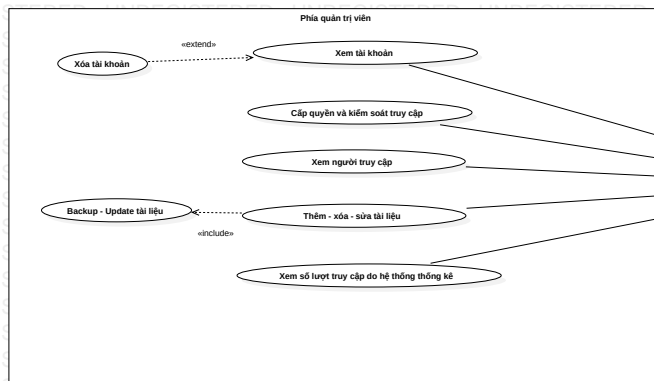 Phía quản trị viên
«extend»
Xem tài khoản
Xóa tài khoản
Cấp quyền và kiểm soát truy cập
Xem người truy cập
Backup - Update tài liệu
Thêm - xóa - sửa tài liệu
«include»
Xem số lượt truy cập do hệ thống thống kê